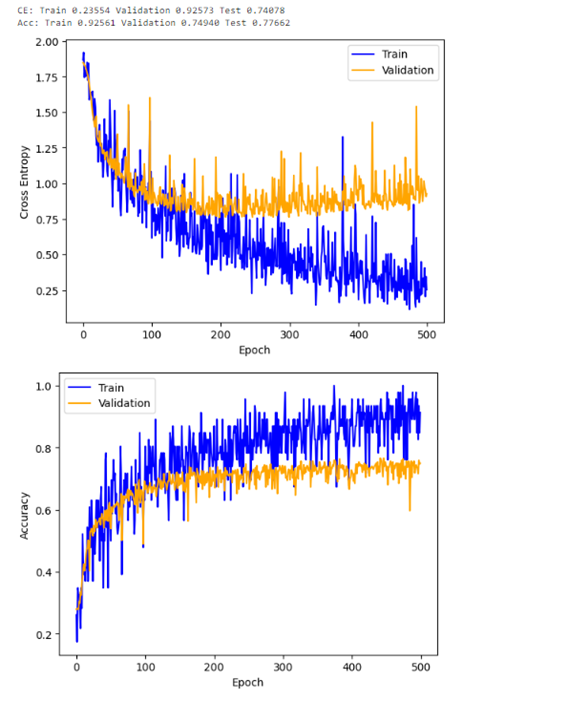 CE: Train 0.23554 Validation 0.92573 Test 0.74078
Acc: Train 0.92561 Validation 0.74940 Test 0.77662
2.00
1.75
1.50
1.25
1.00
0.75
0.50
0.25
Cross Entropy
Train
Validation
0 100 200 300 400 500
Epoch
1.0
0.8
0.6
0.4
0.2
Accuracy
Train
Validation
0 100 200 300 400 500
Epoch